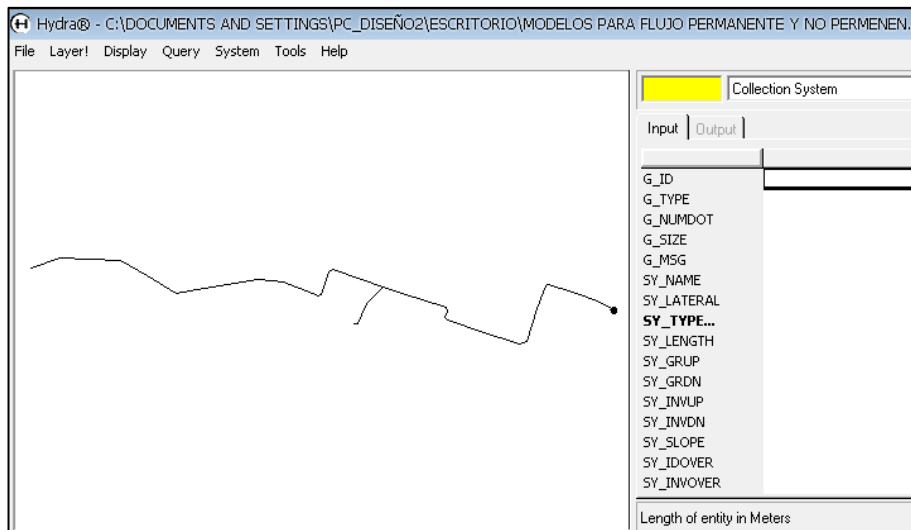 Hydra® - C:\DOCUMENTS AND SETTINGS\PC_DISEÑO2\ESCRITORIO\MODELOS PARA FLUJO PERMANENTE Y NO PERMENEN.
File Layer! Display Query System Tools Help
Collection System
Input Output
G_ID
G_TYPE
G_NUMDOT
G_SIZE
G_MSG
SY_NAME
SY_LATERAL
SY_TYPE...
SY_LENGTH
SY_GRUP
SY_GRDN
SY_INVUP
SY_INVDN
SY_SLOPE
SY_IDOVER
SY_INVOVER
Length of entity in Meters